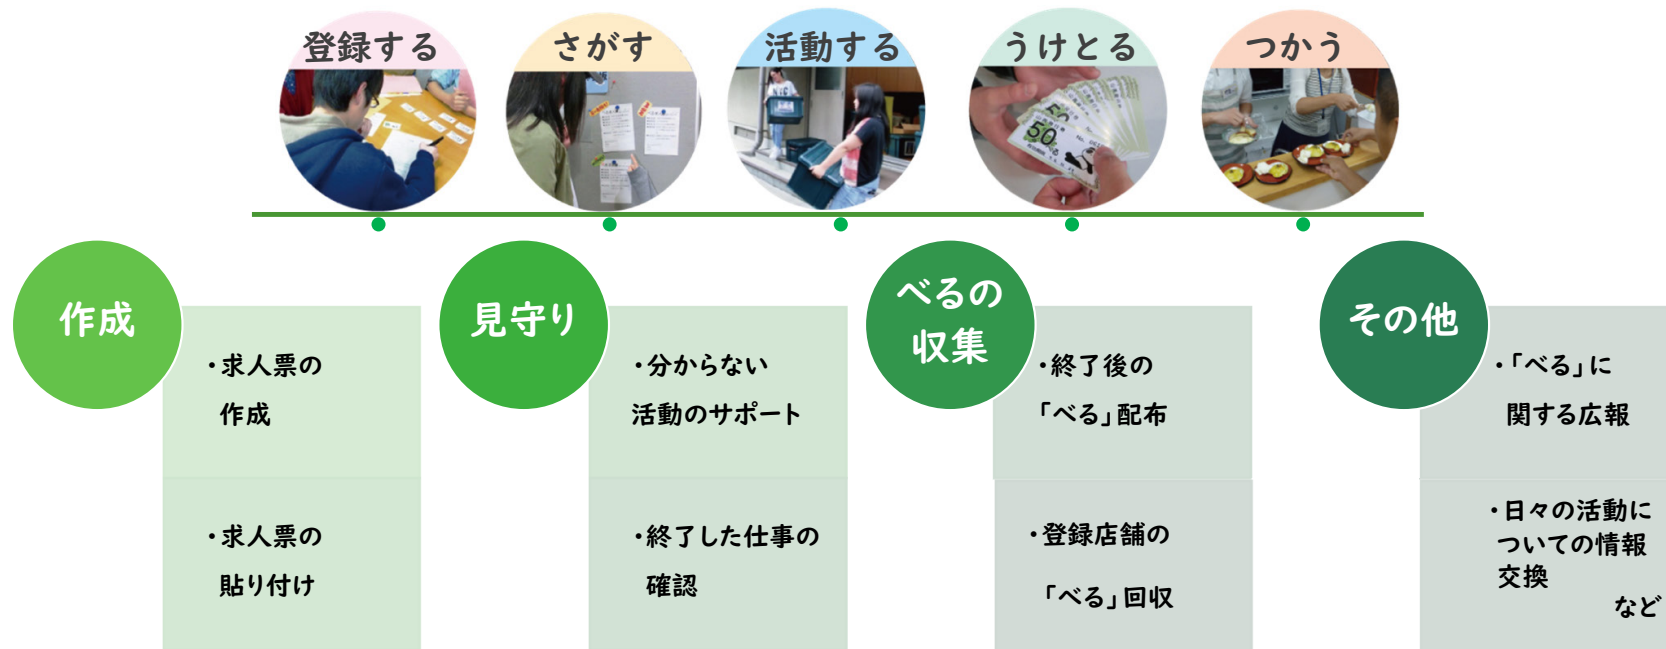 登録する
さがす
活動する
うけとる
つかう
50
作成
・求人票の
作成
・求人票の
貼り付け
見守り
・分からない
活動のサポート
・終了した仕事の
確認
べるの
収集
・終了後の
「べる」配布
・登録店舗の
「べる」回収
その他
・「べる」に
関する広報
・日々の活動に
ついての情報
交換
など